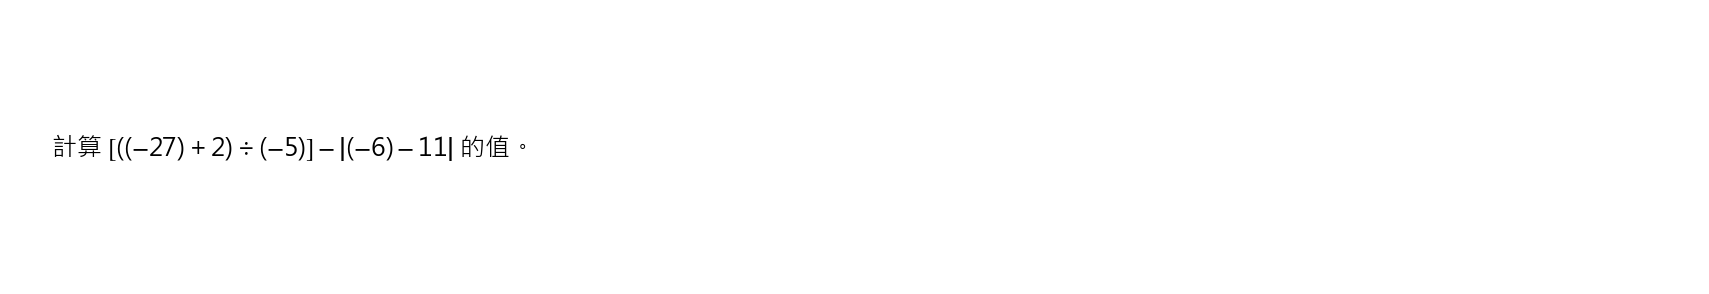 計算 [((−27) + 2) ÷ (−5)] − |(−6) − 11| 的值。